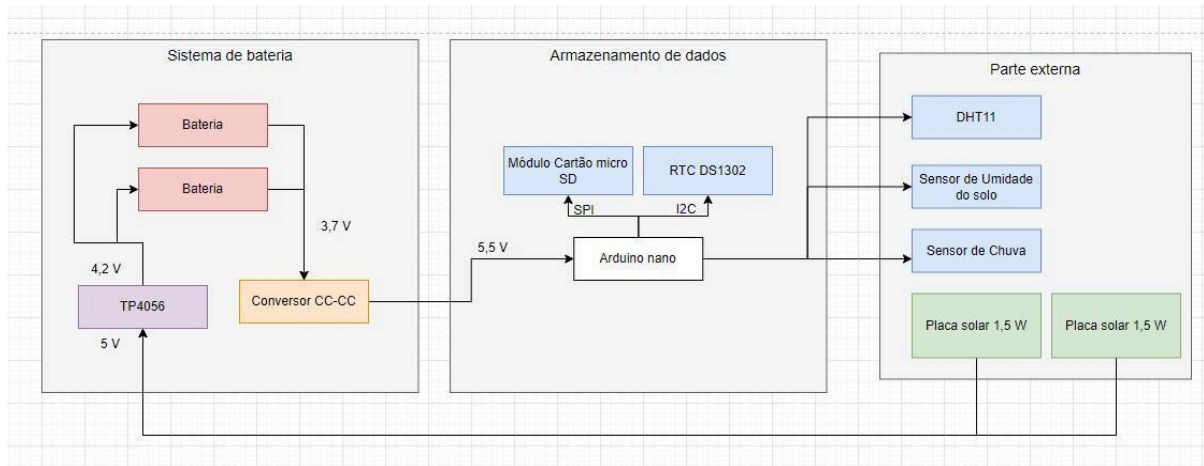 Sistema de bateria
Bateria
Bateria
3,7 V
4,2 V
TP4056
5 V
Conversor CC-CC
Armazenamento de dados
Módulo Cartão micro
SD
RTC DS1302
SPI
I2C
5,5 V
Arduino nano
Parte externa
DHT11
Sensor de Umidade
do solo
Sensor de Chuva
Placa solar 1,5 W
Placa solar 1,5 W